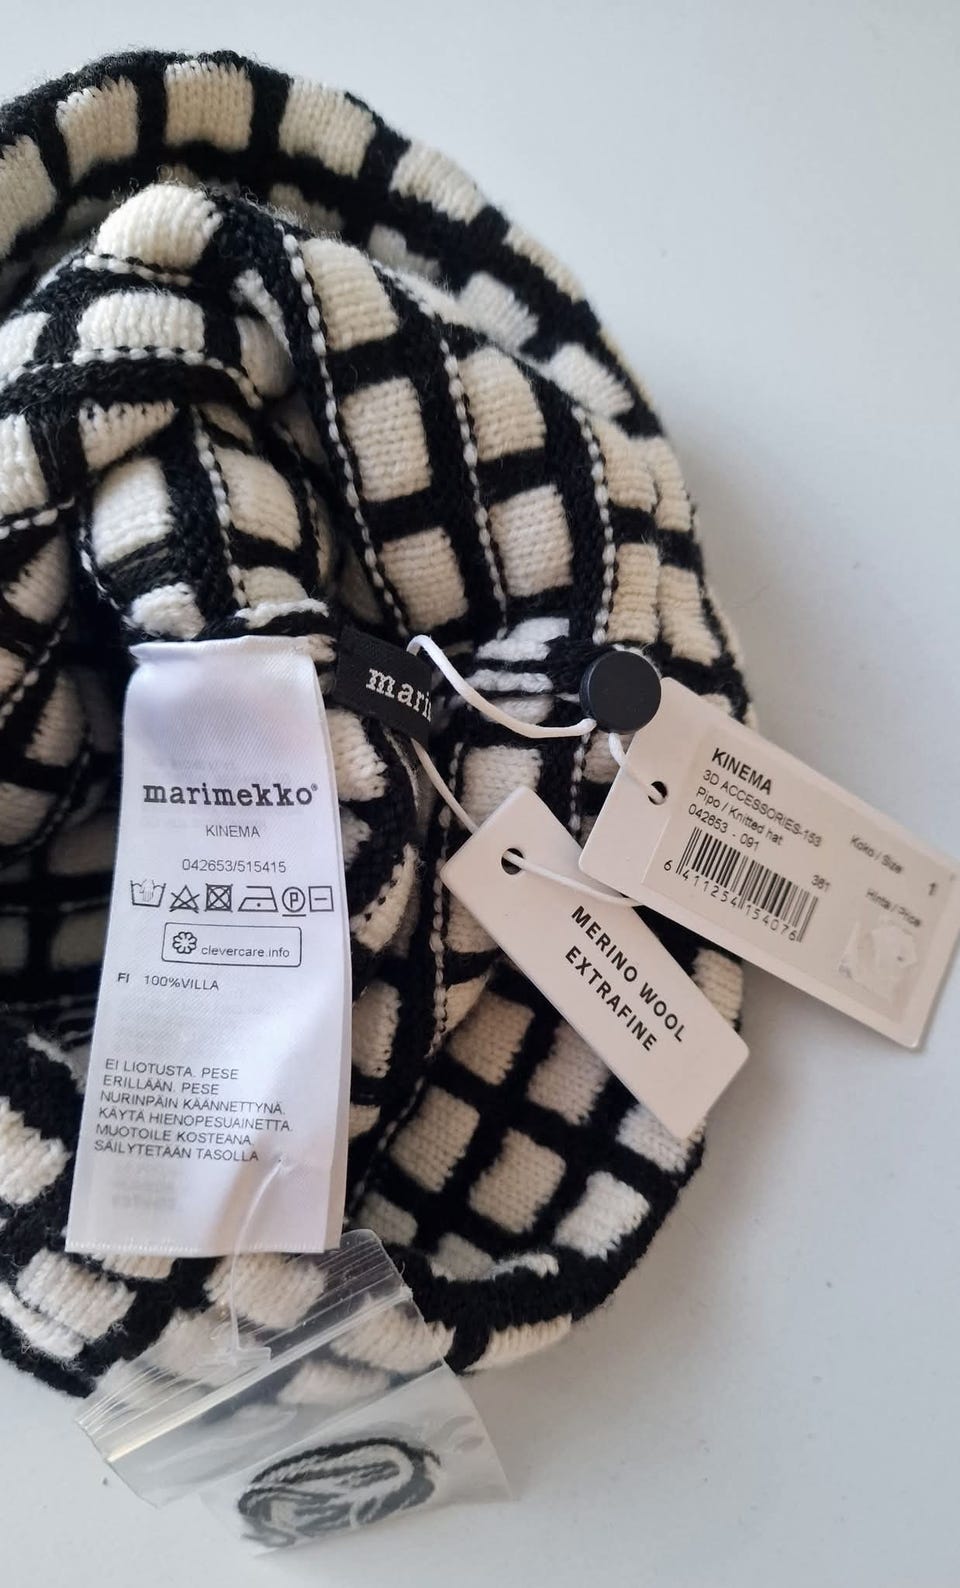 mari
marimekko®
KINEMA
042653/515415
P
clevercare.info
FI 100%VILLA
EI LIOTUSTA. PESE
ERILLÄÄN. PESE
NURINPÄIN KÄÄNNETTYNÄ.
KÄYTÄ HIENOPESUAINETTA.
MUOTOILE KOSTEANA.
SÄILYTETÄÄN TASOLLA
MERINO WOOL
EXTRAFINE
KINEMA
3D ACCESSORIES-153
Pipo / Knitted hat
042653 - 091
Koko / Size
1
381
Hinta / Price
6 411254 154076